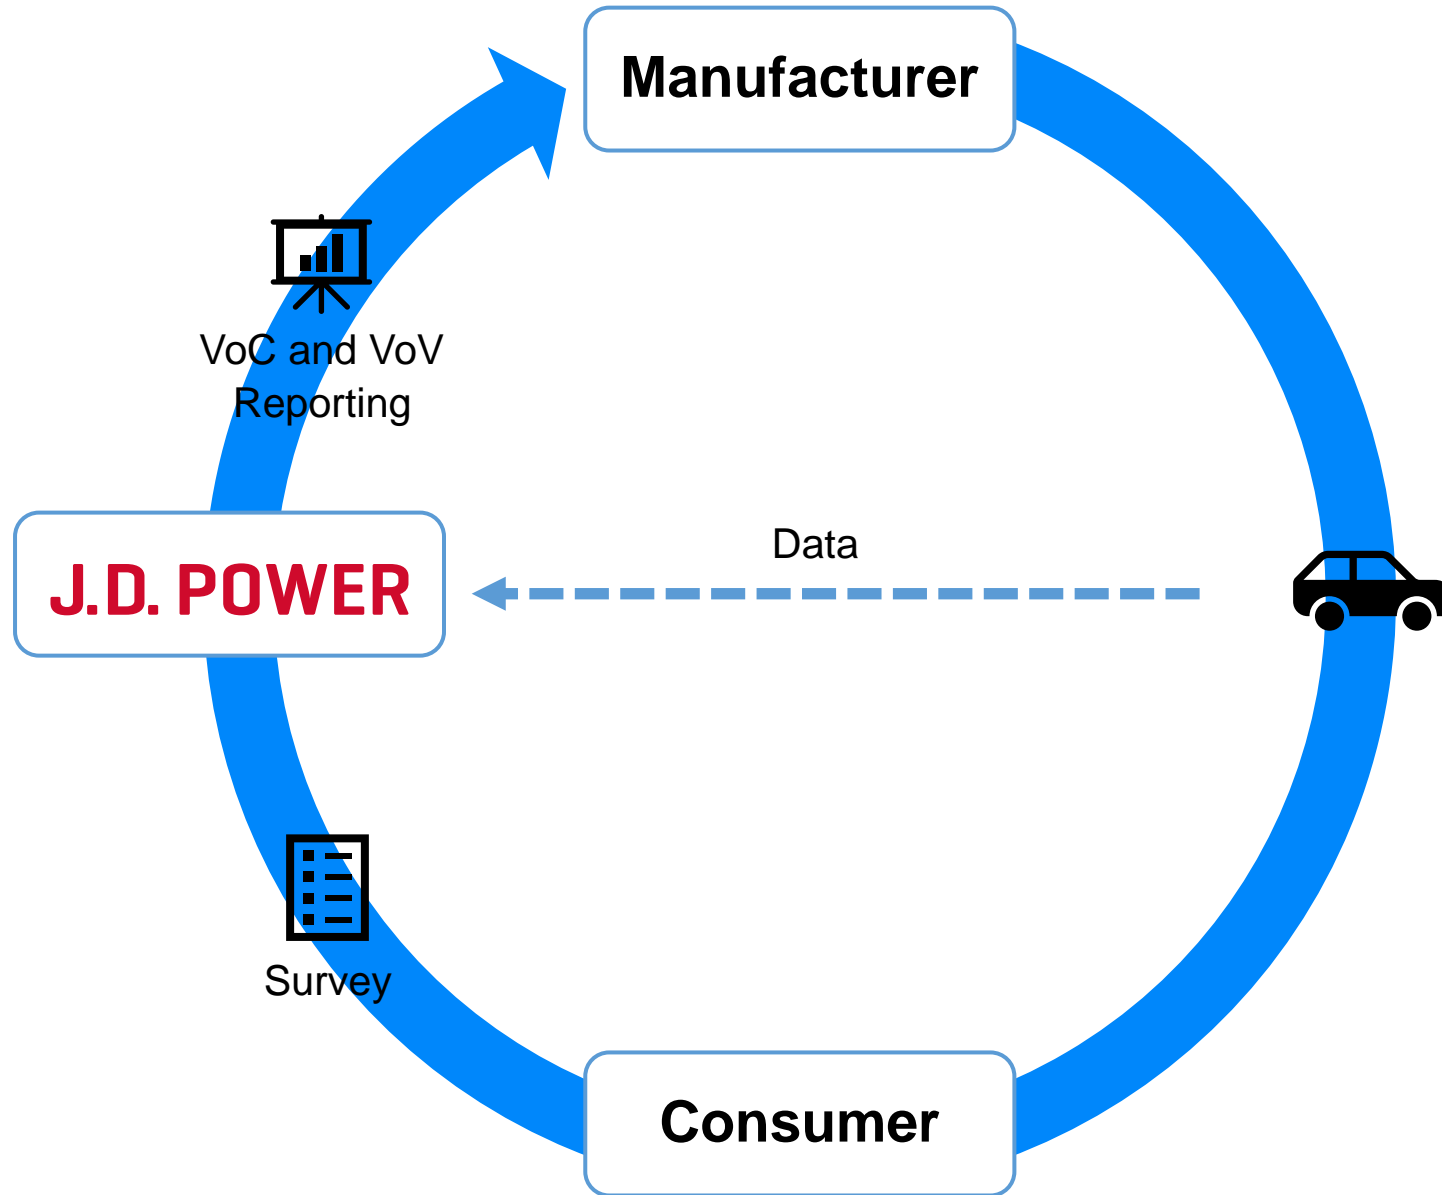 Manufacturer
VoC and VoV
Reporting
Data
J.D. POWER
Survey
Consumer